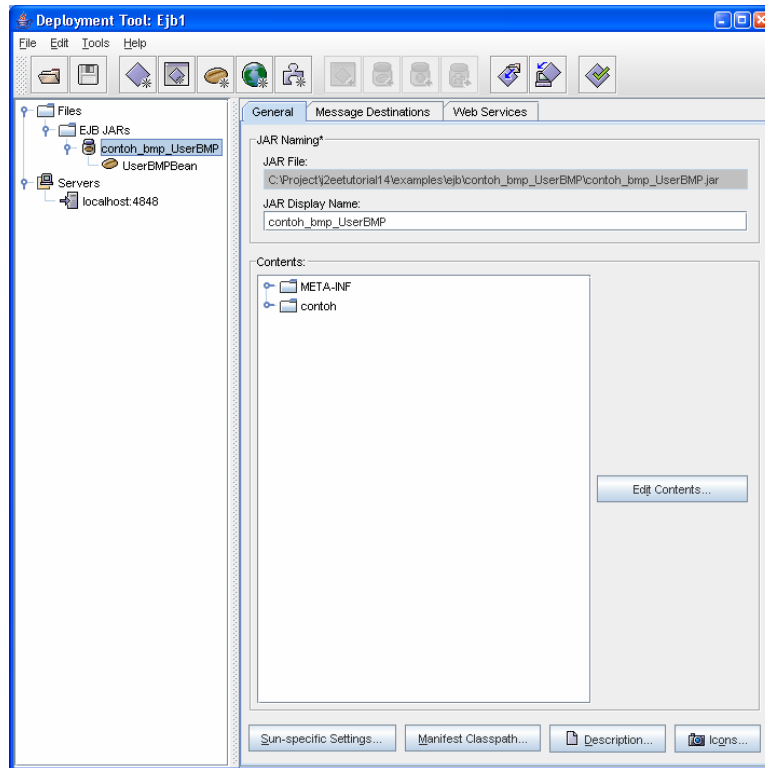 Deployment Tool: Ejb1
File Edit Tools Help
Files
EJB JARs
contoh_bmp_UserBMP
UserBMPBean
Servers
localhost:4848
General Message Destinations Web Services
JAR Naming*
JAR File:
C:\Project\j2eetutorial14\examples\ejb\contoh_bmp_UserBMP\contoh_bmp_UserBMP.jar
JAR Display Name:
contoh_bmp_UserBMP
Contents:
META-INF
contoh
Edit Contents...
Sun-specific Settings... Manifest Classpath... Description... Icons...